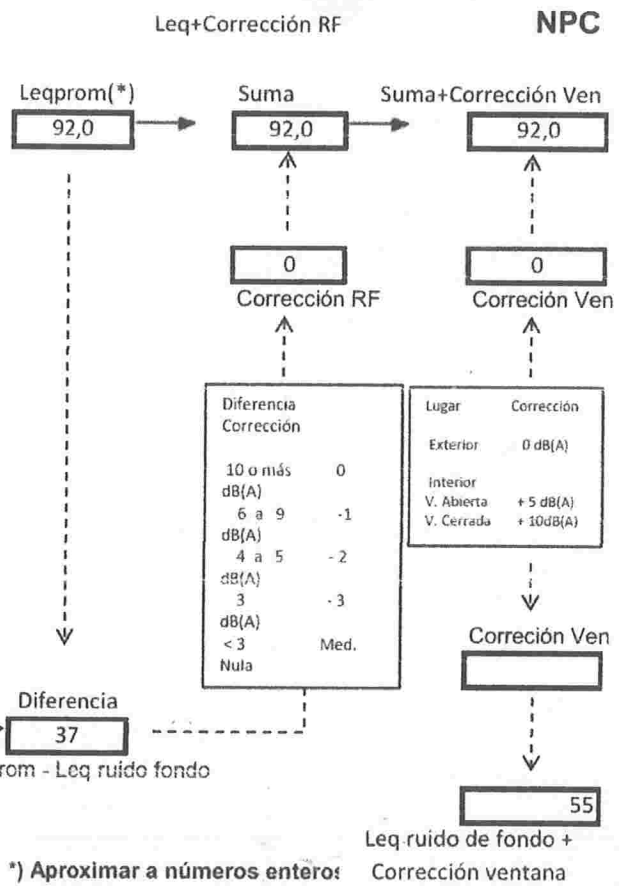 Leq+Corrección RF
NPC
Leqprom(*)
Suma
Suma+Corrección Ven
92,0
92,0
92,0
0
0
Corrección RF
Correción Ven
Diferencia
Corrección
10 o más 0
dB(A)
6 a 9 -1
dB(A)
4 a 5 - 2
dB(A)
3 - 3
dB(A)
< 3 Med.
Nula
Lugar Corrección
Exterior 0 dB(A)
Interior
V. Abierta + 5 dB(A)
V. Cerrada + 10dB(A)
Correción Ven
Diferencia
37
rom - Leq ruido fondo
55
Leq ruido de fondo +
Corrección ventana
*) Aproximar a números enteros